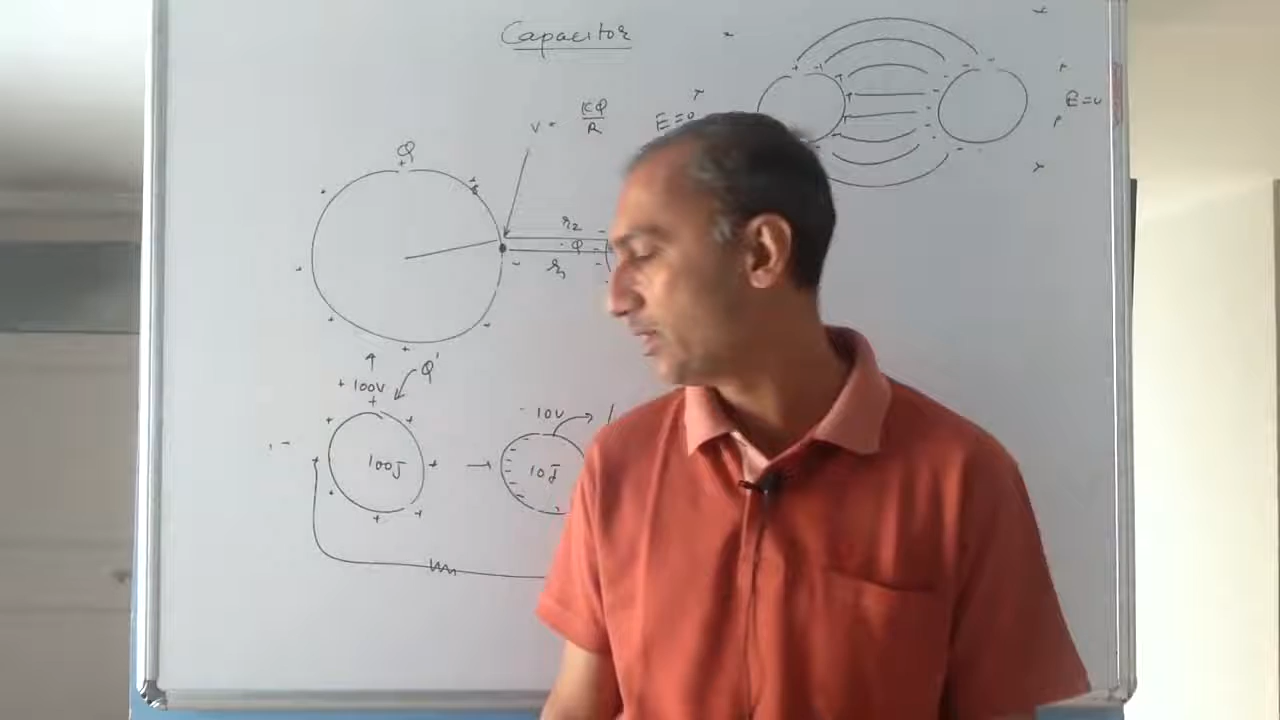 Capacitor
V = KQ/R
E=0
E=0
Q
r2
- Q
r1
Q'
+ 100V
100J
- 10V
10J